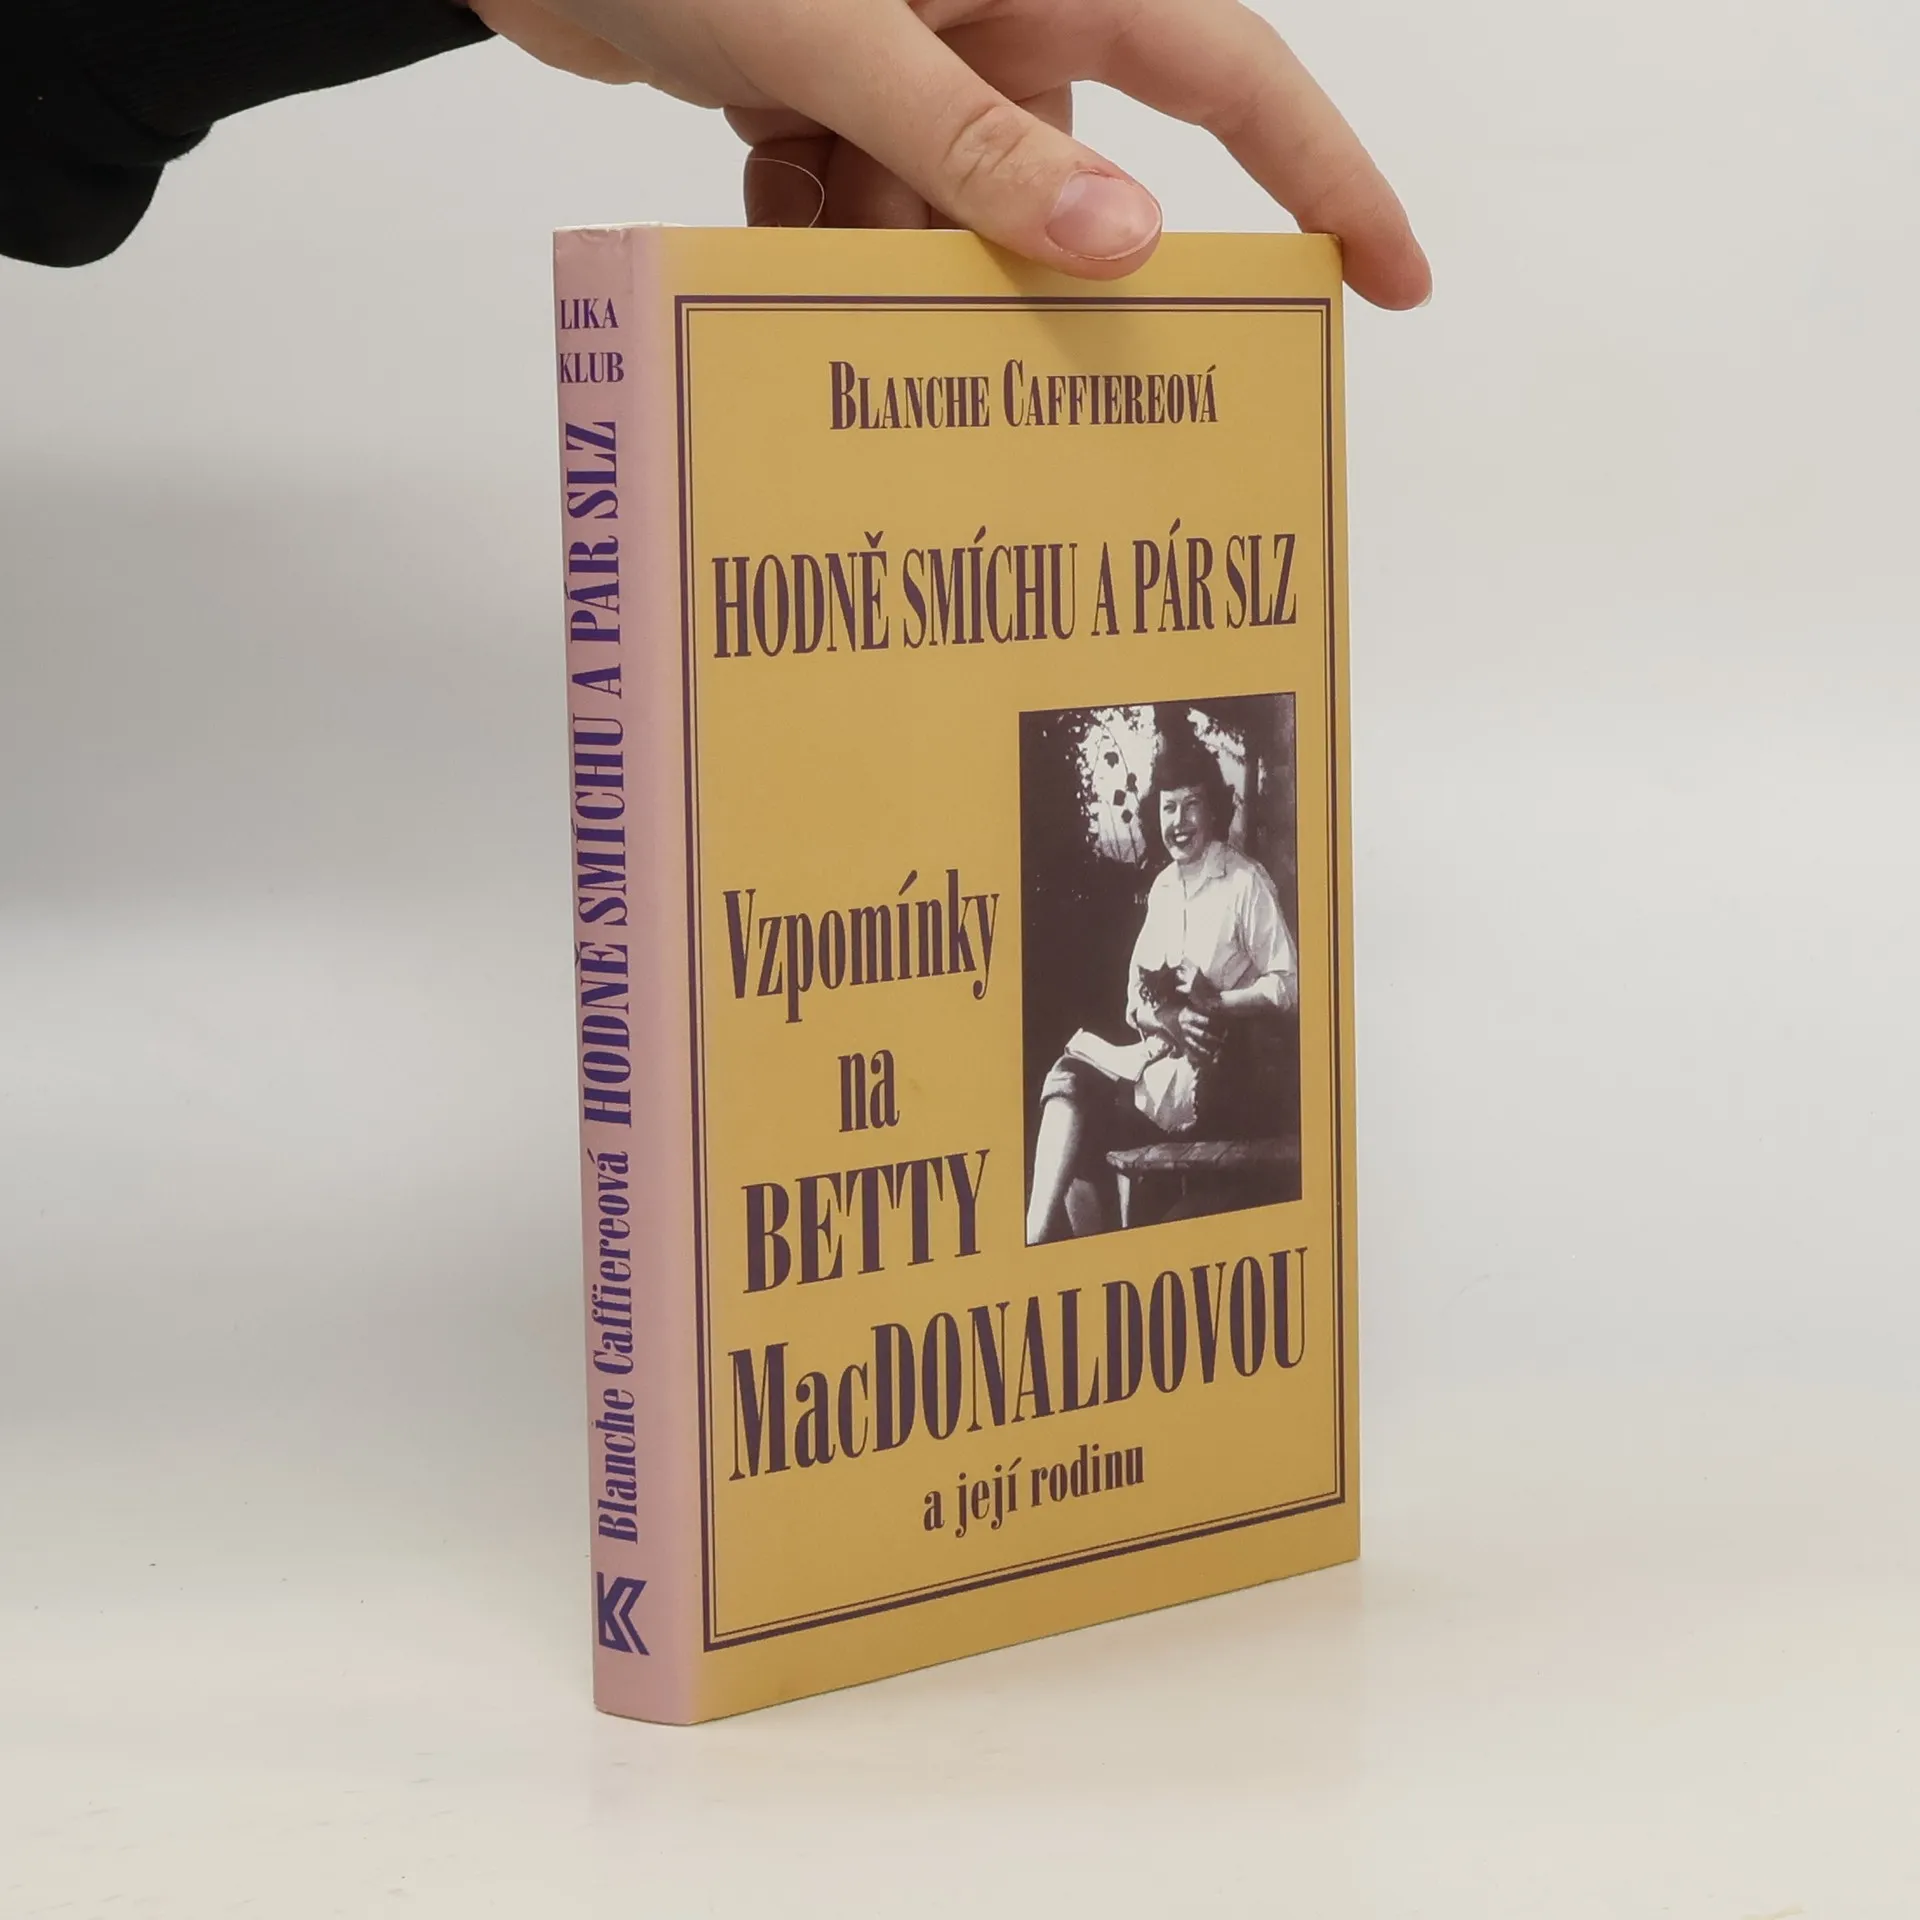 LIKA
KLUB
Blanche Caffiereová HODNĚ SMÍCHU A PÁR SLZ
BLANCHE CAFFIEREOVÁ
HODNĚ SMÍCHU A PÁR SLZ
Vzpomínky
na
BETTY
MacDONALDOVOU
a její rodinu